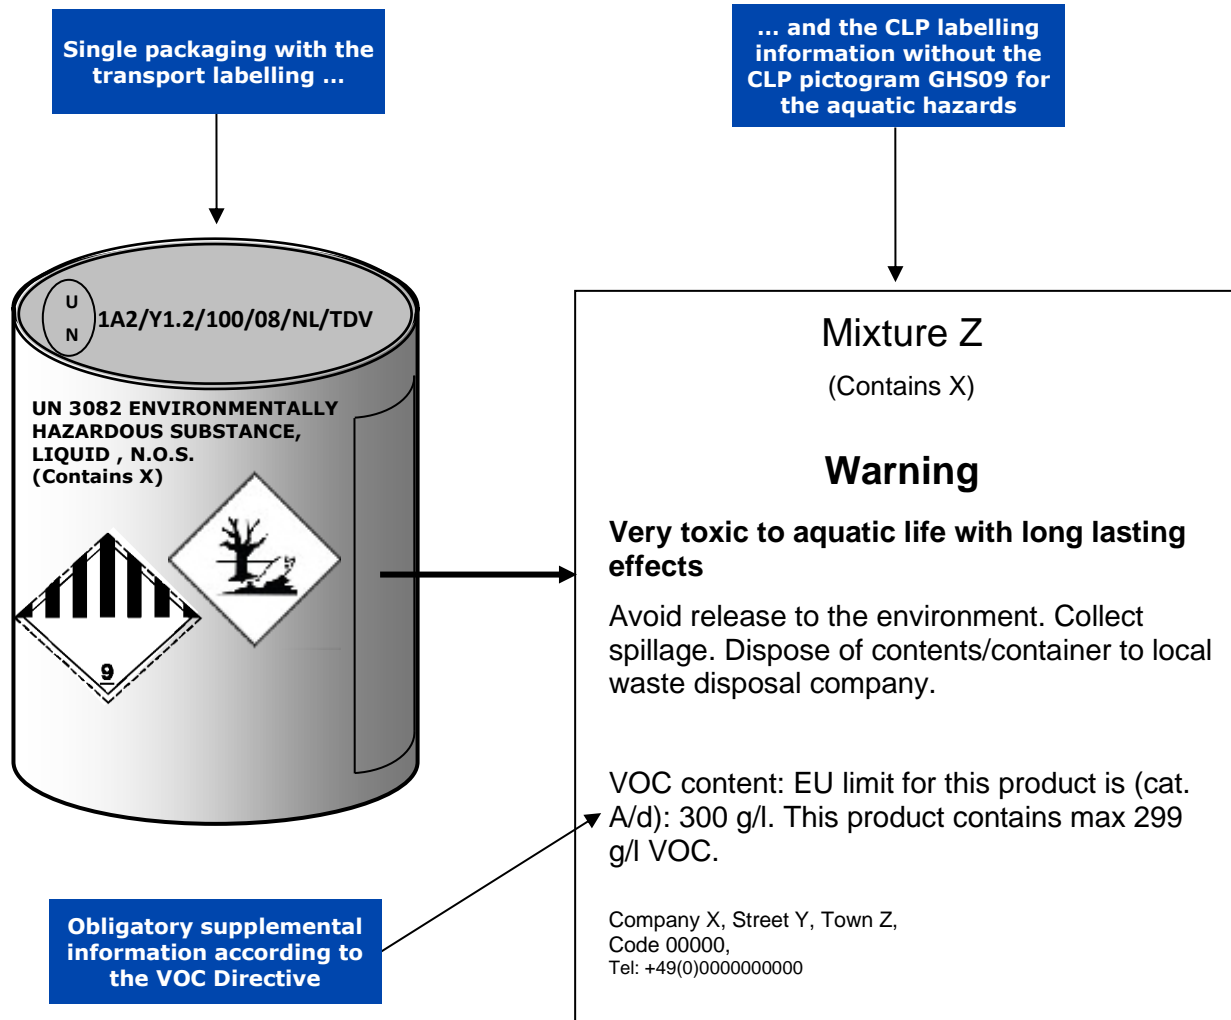 Single packaging with the
transport labelling ...
... and the CLP labelling
information without the
CLP pictogram GHS09 for
the aquatic hazards
U
N
1A2/Y1.2/100/08/NL/TDV
UN 3082 ENVIRONMENTALLY
HAZARDOUS SUBSTANCE,
LIQUID , N.O.S.
(Contains X)
9
Mixture Z
(Contains X)
Warning
Very toxic to aquatic life with long lasting
effects
Avoid release to the environment. Collect
spillage. Dispose of contents/container to local
waste disposal company.
VOC content: EU limit for this product is (cat.
A/d): 300 g/l. This product contains max 299
g/l VOC.
Company X, Street Y, Town Z,
Code 00000,
Tel: +49(0)0000000000
Obligatory supplemental
information according to
the VOC Directive